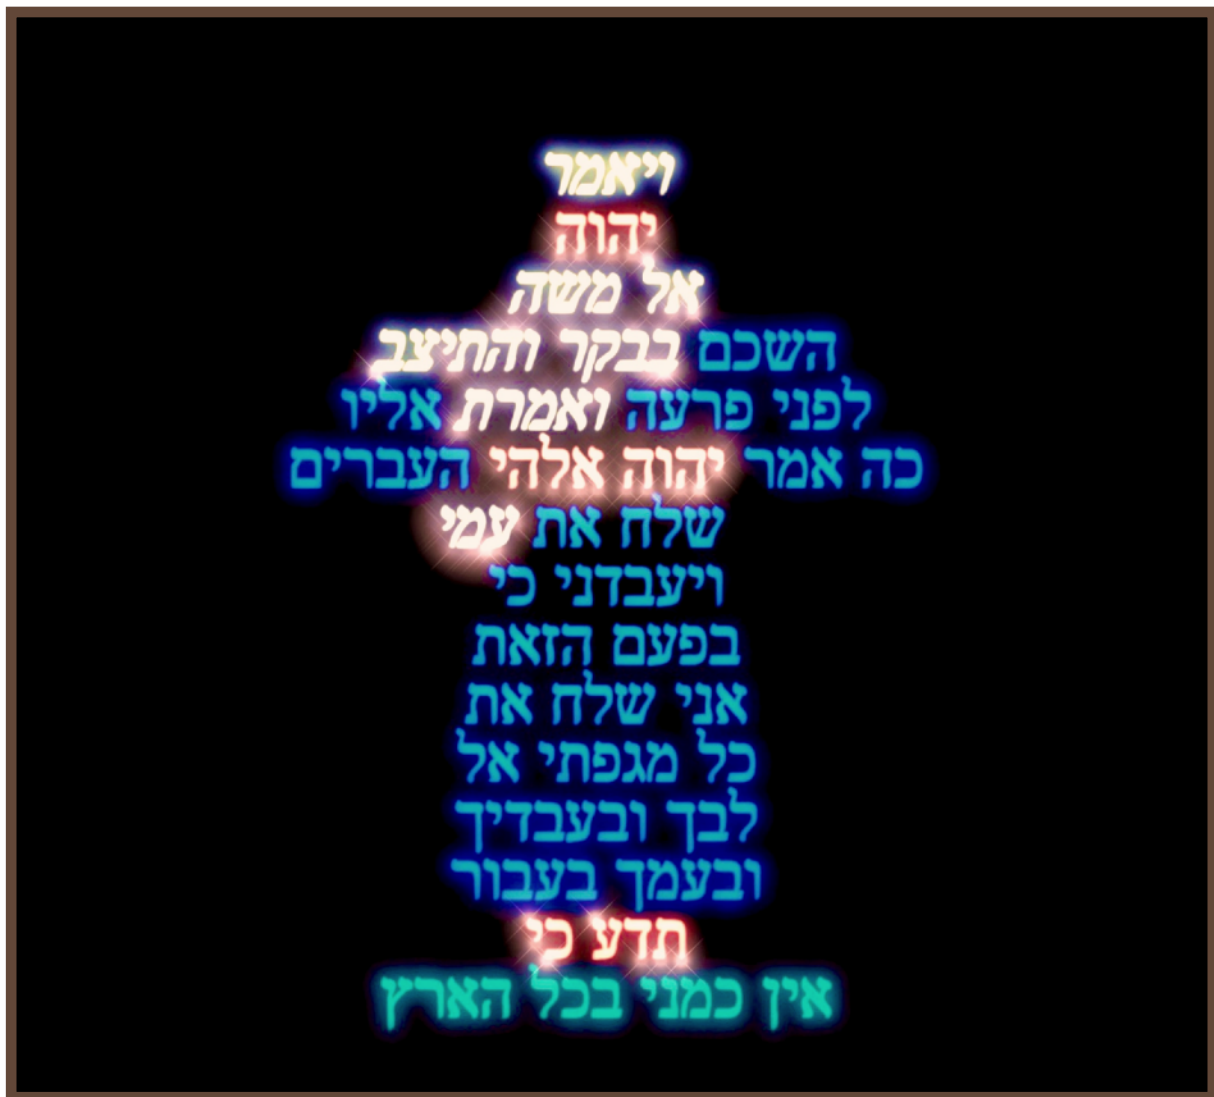 ויאמר
יהוה
אל משה
השכם בבקר והתיצב
לפני פרעה ואמרת אליו
כה אמר יהוה אלהי העברים
שלח את עמי
ויעבדני כי
בפעם הזאת
אני שלח את
כל מגפתי אל
לבך ובעבדיך
ובעמך בעבור
תדע כי
אין כמני בכל הארץ